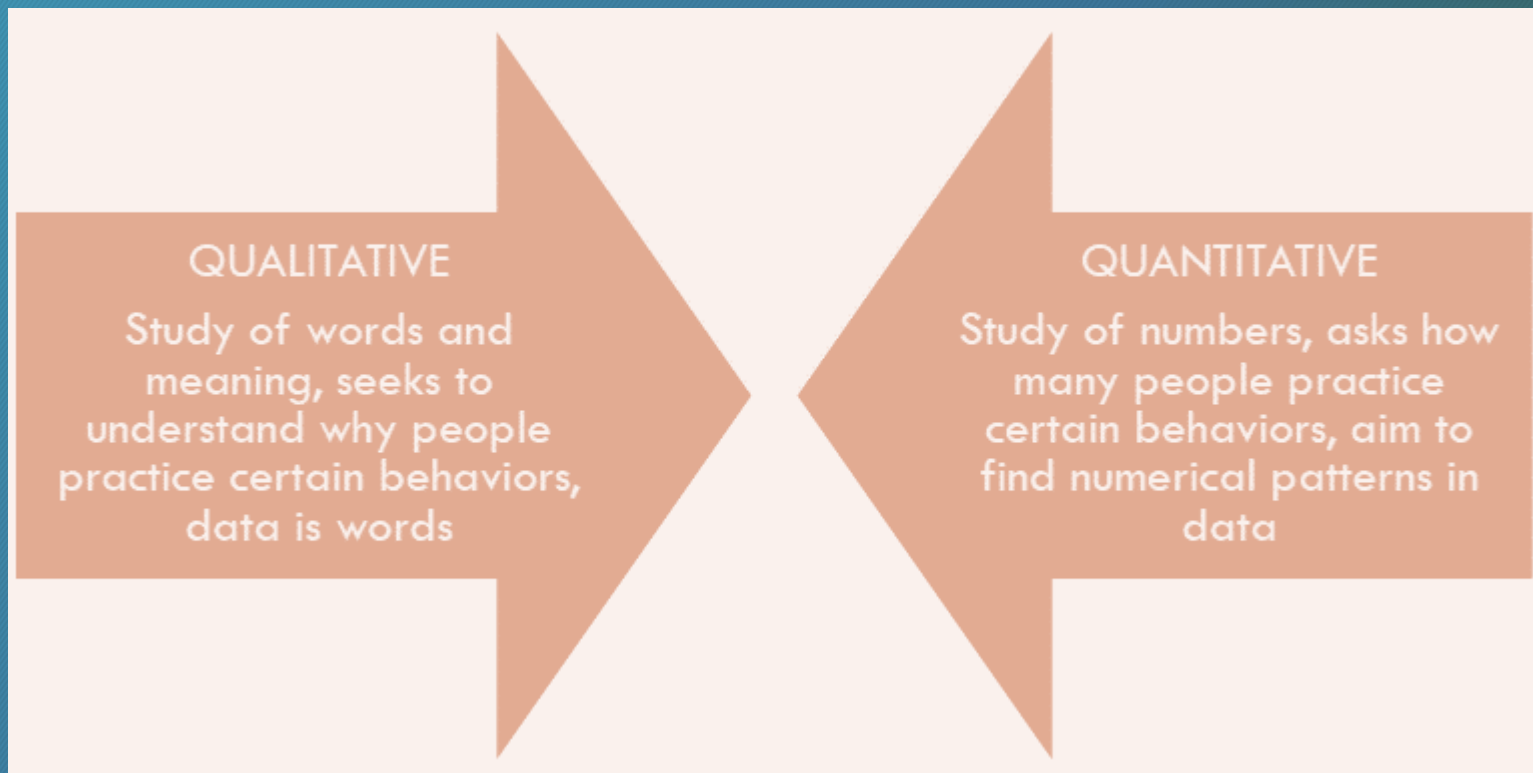 QUALITATIVE
Study of words and
meaning, seeks to
understand why people
practice certain behaviors,
data is words
QUANTITATIVE
Study of numbers, asks how
many people practice
certain behaviors, aim to
find numerical patterns in
data